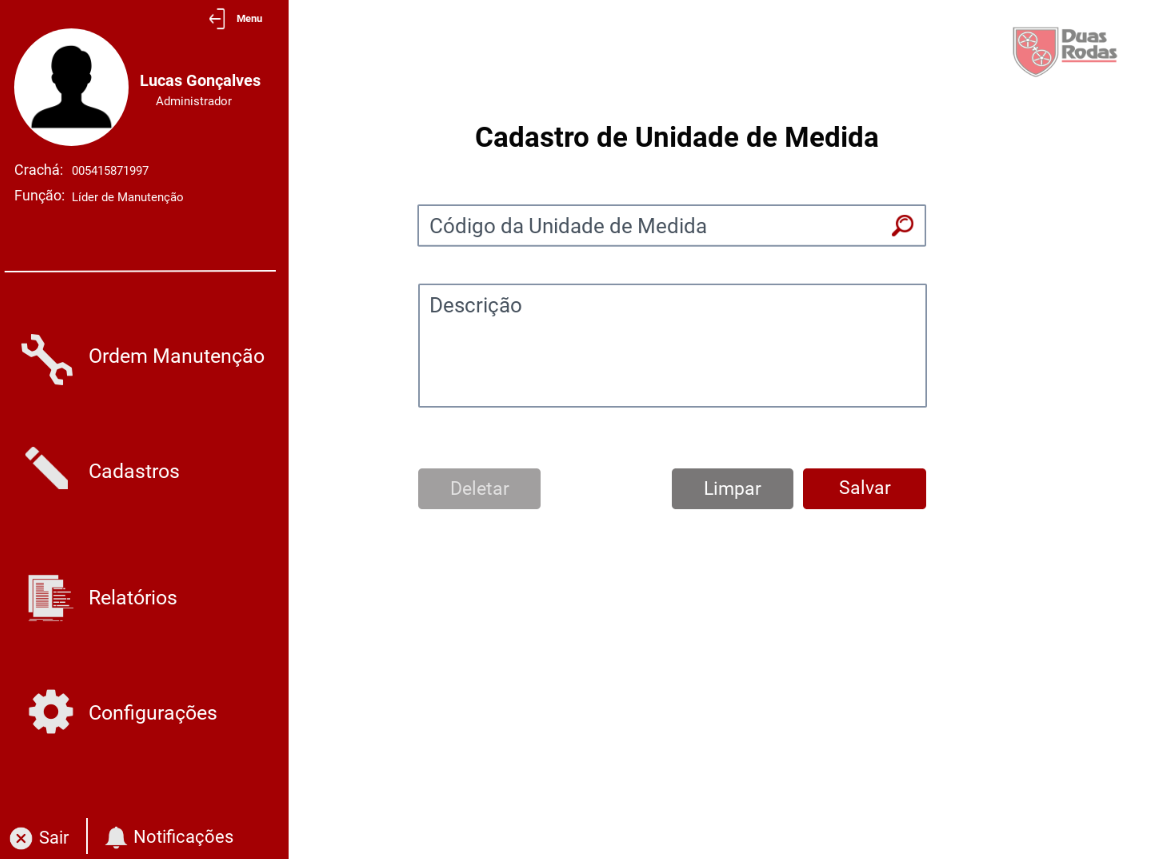 Menu
Lucas Gonçalves
Administrador
Crachá: 005415871997
Função: Líder de Manutenção
Ordem Manutenção
Cadastros
Relatórios
Configurações
Sair
Notificações
Duas
Rodas
Cadastro de Unidade de Medida
Código da Unidade de Medida
Descrição
Deletar
Limpar
Salvar